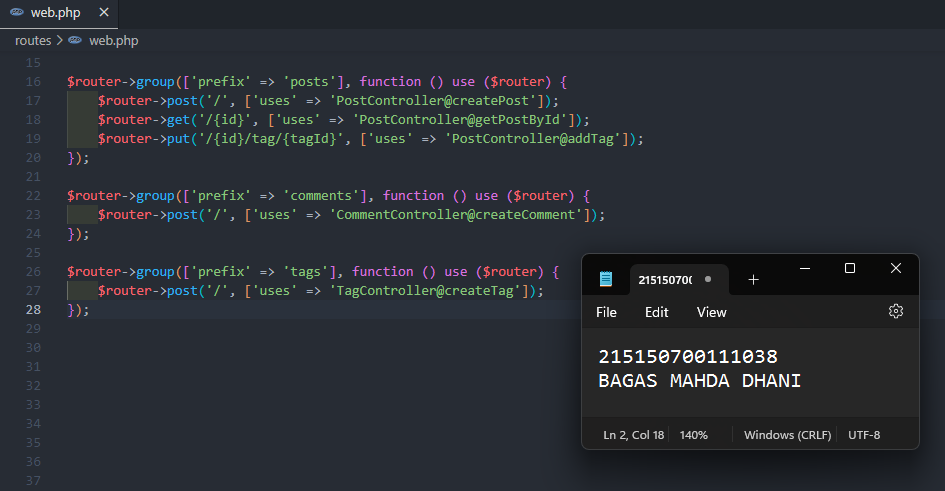 web.php ×
routes > web.php
15
16 $router->group(['prefix' => 'posts'], function () use ($router) {
17     $router->post('/', ['uses' => 'PostController@createPost']);
18     $router->get('/{id}', ['uses' => 'PostController@getPostById']);
19     $router->put('/{id}/tag/{tagId}', ['uses' => 'PostController@addTag']);
20 });
21
22 $router->group(['prefix' => 'comments'], function () use ($router) {
23     $router->post('/', ['uses' => 'CommentController@createComment']);
24 });
25
26 $router->group(['prefix' => 'tags'], function () use ($router) {
27     $router->post('/', ['uses' => 'TagController@createTag']);
28 });
29
30
31
32
33
34
35
36
37
21515070(
File Edit View
215150700111038
BAGAS MAHDA DHANI
Ln 2, Col 18 140% Windows (CRLF) UTF-8